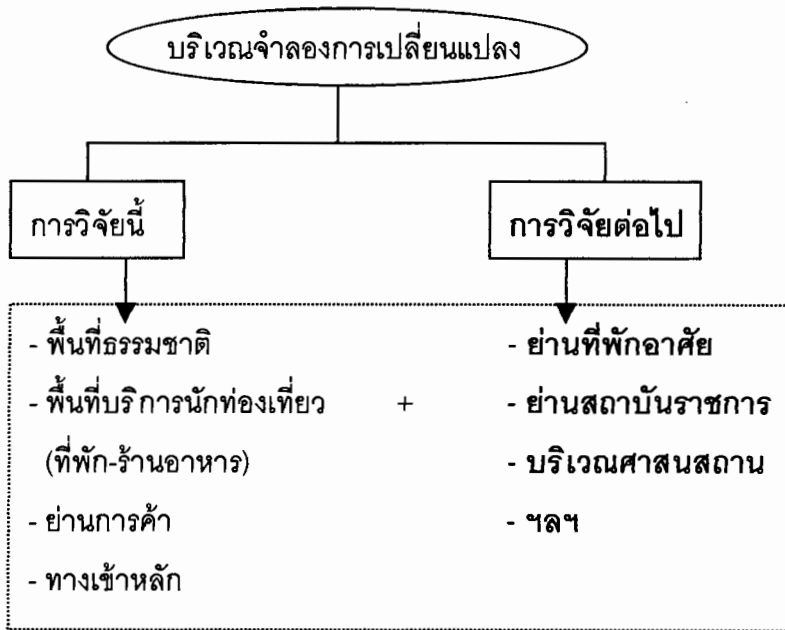 บริเวณจำลองการเปลี่ยนแปลง
การวิจัยนี้
การวิจัยต่อไป
- พื้นที่ธรรมชาติ
- พื้นที่บริการนักท่องเที่ยว
(ที่พัก-ร้านอาหาร)
- ย่านการค้า
- ทางเข้าหลัก
+
- ย่านที่พักอาศัย
- ย่านสถาบันราชการ
- บริเวณศาสนสถาน
- ฯลฯ